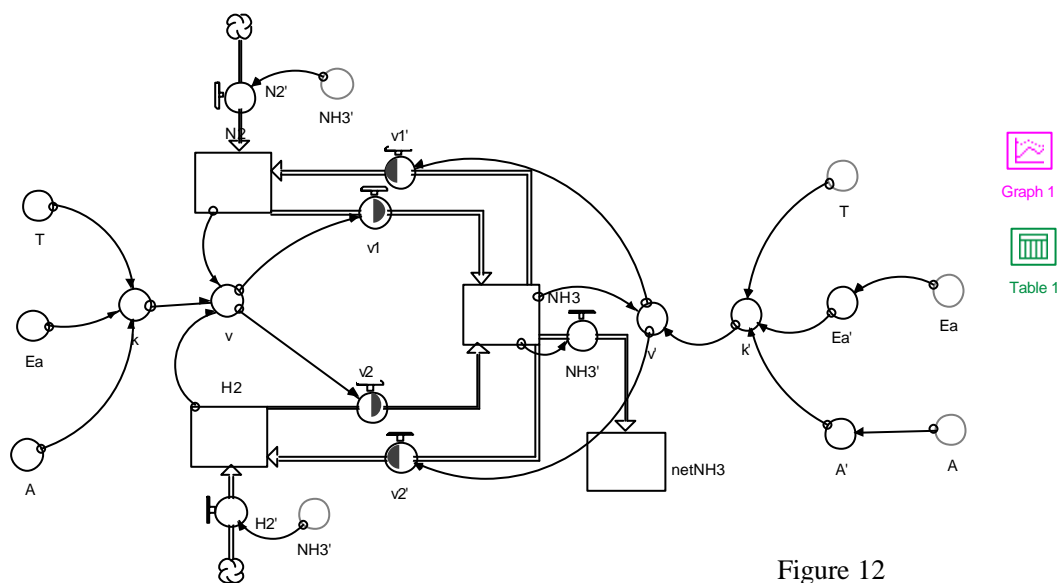 N2'
NH3'
N2
v1'
v1
T
Ea
A
k
v
H2
v2
v2'
H2'
NH3'
NH3
NH3'
netNH3
v'
k'
T
Ea'
Ea
A'
A
Graph 1
Table 1
Figure 12